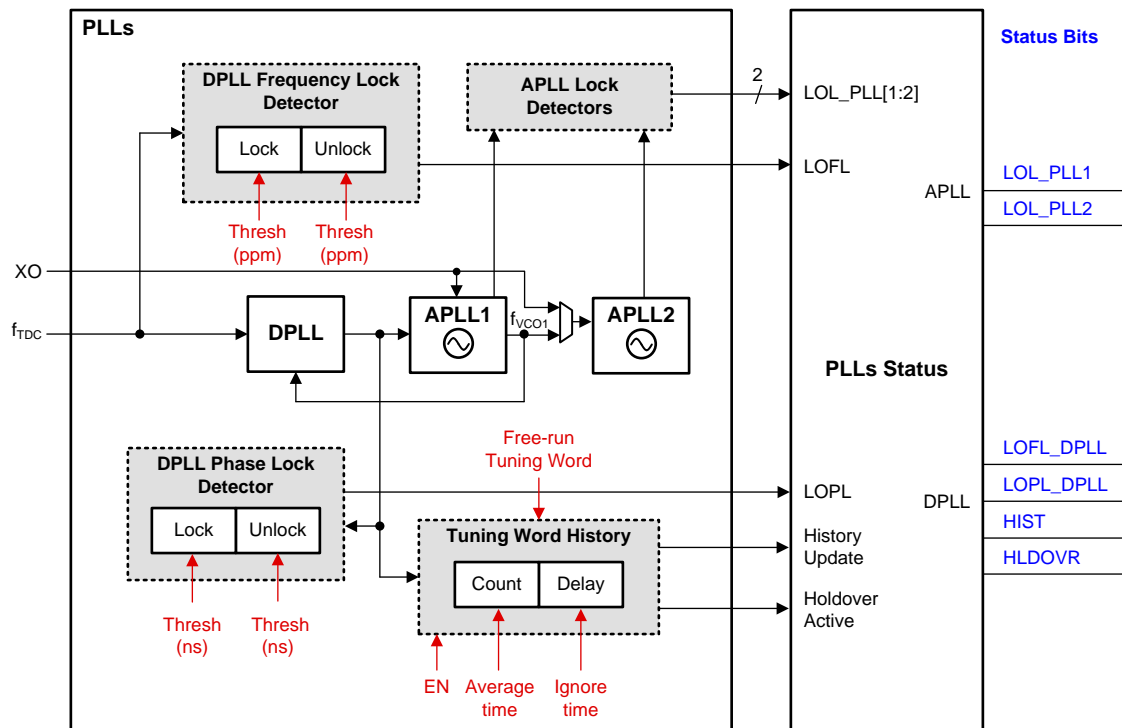 PLLs
Status Bits
DPLL Frequency Lock
Detector
Lock
Unlock
Thresh
(ppm)
Thresh
(ppm)
APLL Lock
Detectors
2
LOL_PLL[1:2]
LOFL
APLL
LOL_PLL1
LOL_PLL2
XO
fTDC
DPLL
APLL1
fVCO1
APLL2
PLLs Status
DPLL Phase Lock
Detector
Lock
Unlock
Thresh
(ns)
Thresh
(ns)
Free-run
Tuning Word
Tuning Word History
Count
Delay
EN
Average
time
Ignore
time
LOPL
History
Update
Holdover
Active
DPLL
LOFL_DPLL
LOPL_DPLL
HIST
HLDOVR